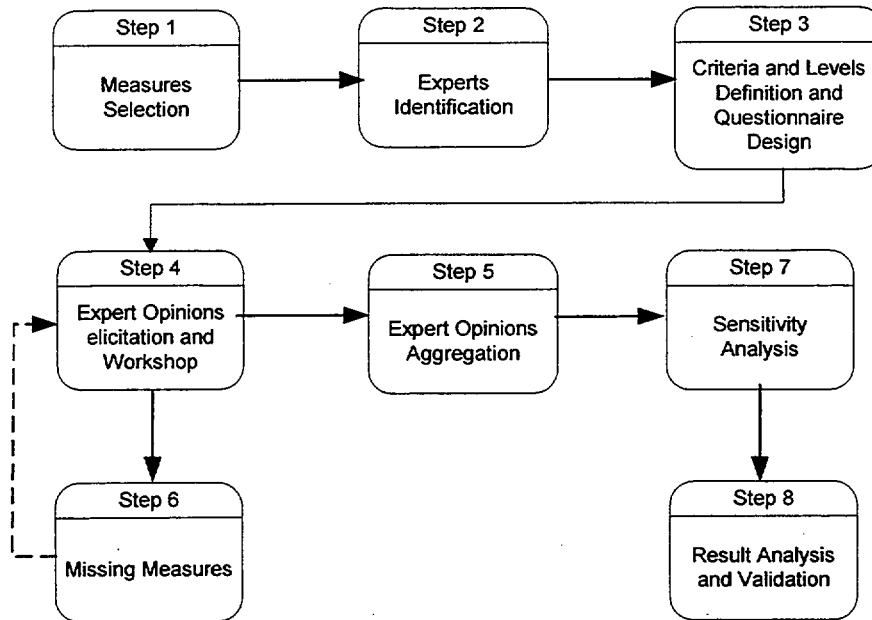 Step 1
Measures
Selection
Step 2
Experts
Identification
Step 3
Criteria and Levels
Definition and
Questionnaire
Design
Step 4
Expert Opinions
elicitation and
Workshop
Step 5
Expert Opinions
Aggregation
Step 7
Sensitivity
Analysis
Step 6
Missing Measures
Step 8
Result Analysis
and Validation